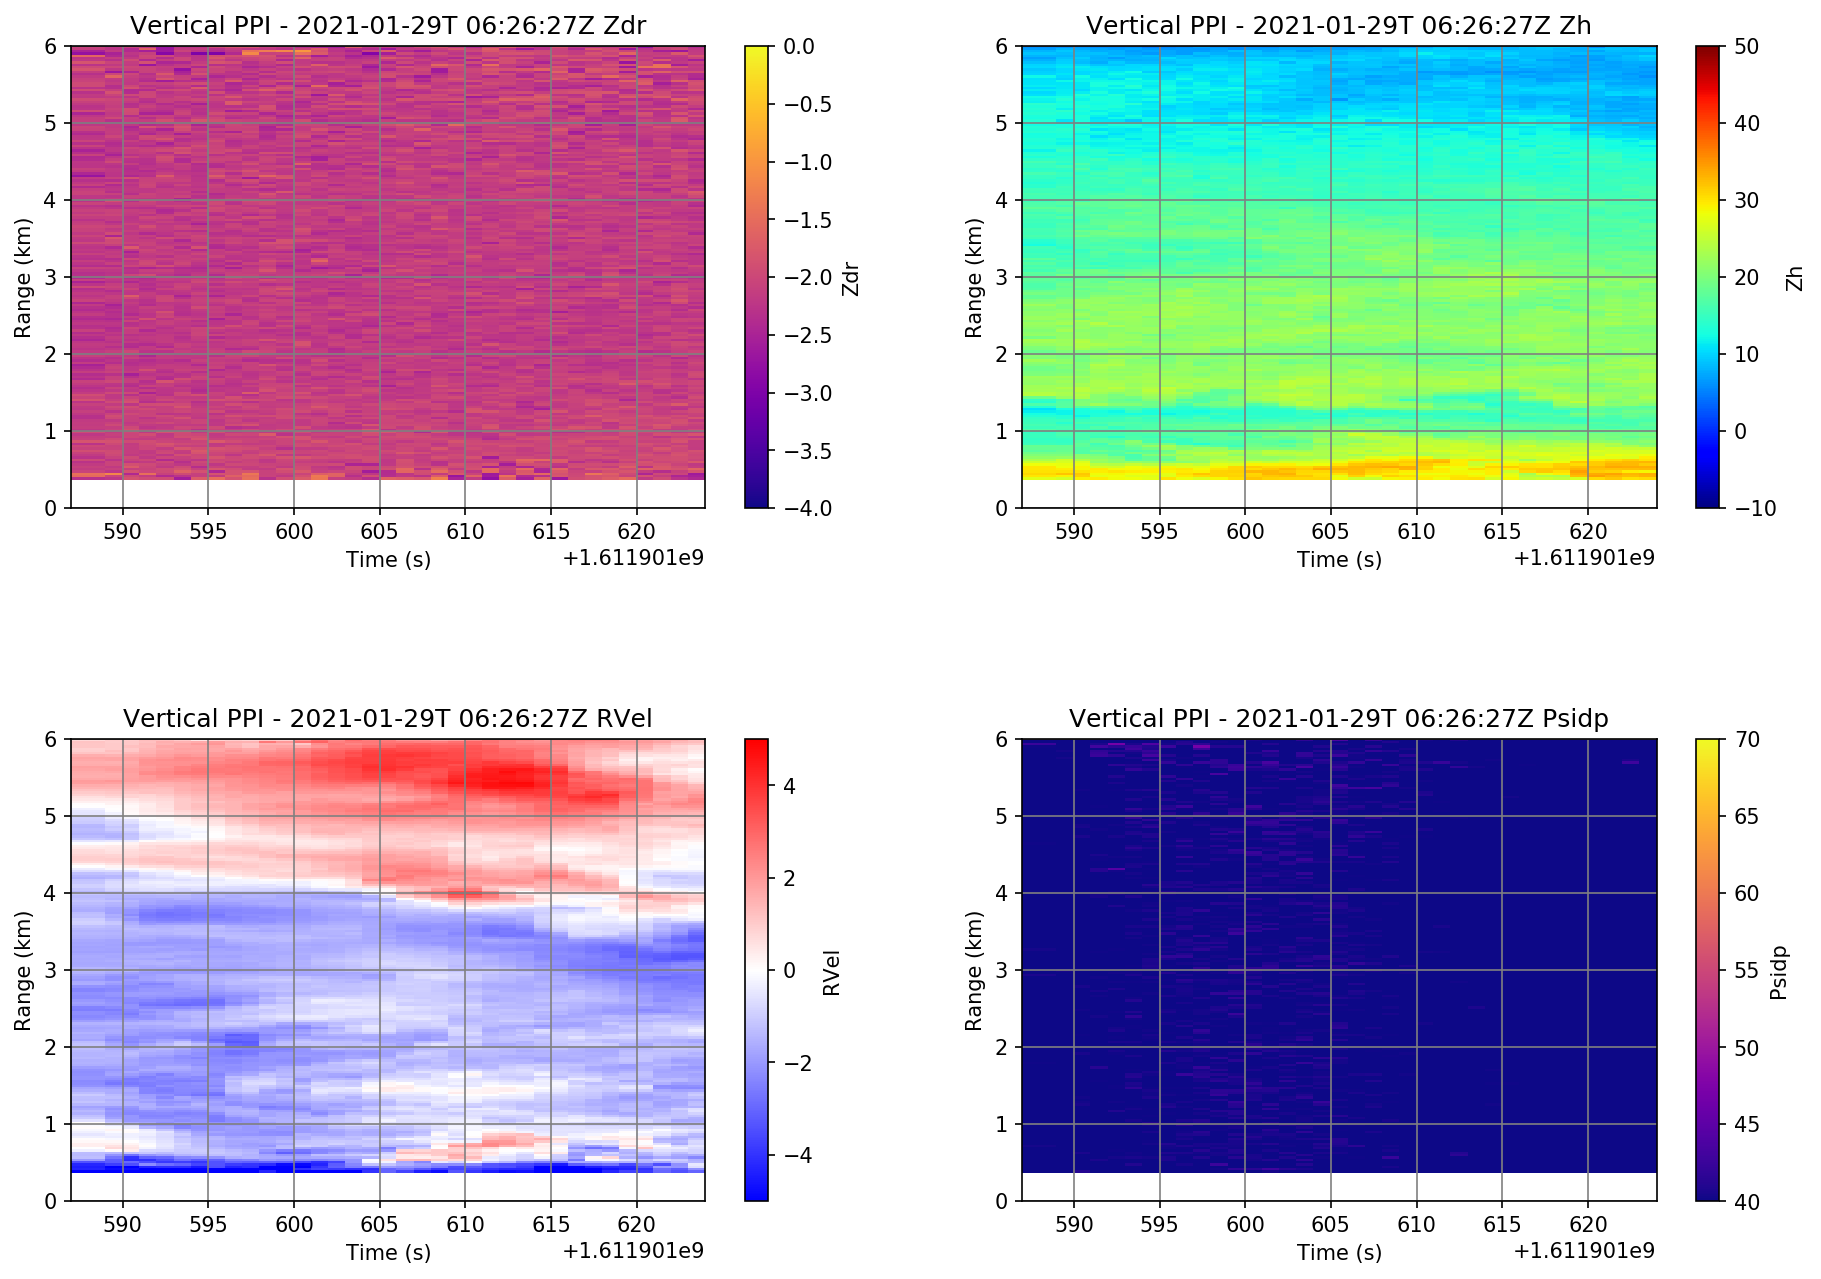 Vertical PPI - 2021-01-29T 06:26:27Z Zdr
6
5
4
3
2
1
0
Range (km)
590 595 600 605 610 615 620
Time (s)
+1.611901e9
0.0
−0.5
−1.0
−1.5
−2.0
−2.5
−3.0
−3.5
−4.0
Zdr
Vertical PPI - 2021-01-29T 06:26:27Z Zh
6
5
4
3
2
1
0
Range (km)
590 595 600 605 610 615 620
Time (s)
+1.611901e9
50
40
30
20
10
0
−10
Zh
Vertical PPI - 2021-01-29T 06:26:27Z RVel
6
5
4
3
2
1
0
Range (km)
590 595 600 605 610 615 620
Time (s)
+1.611901e9
4
2
0
−2
−4
RVel
Vertical PPI - 2021-01-29T 06:26:27Z Psidp
6
5
4
3
2
1
0
Range (km)
590 595 600 605 610 615 620
Time (s)
+1.611901e9
70
65
60
55
50
45
40
Psidp